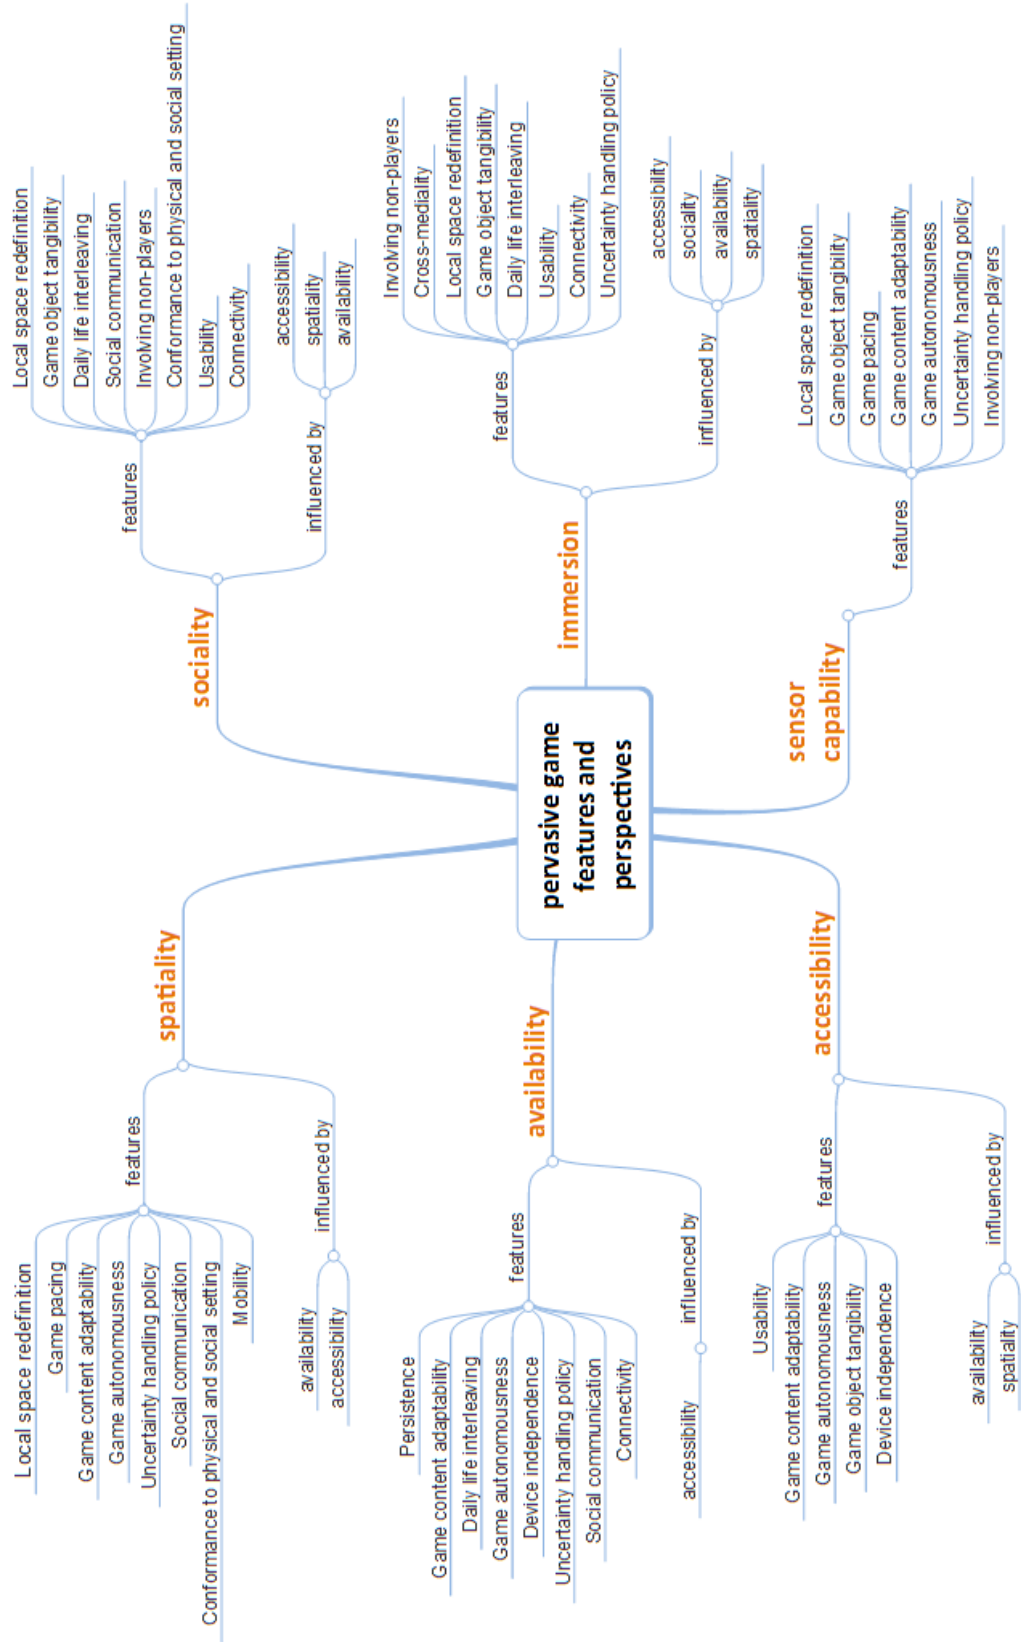 pervasive game
features and
perspectives
spatiality
features
Local space redefinition
Game pacing
Game content adaptability
Game autonomousness
Uncertainty handling policy
Social communication
Conformance to physical and social setting
Mobility
influenced by
availability
accessibility
availability
features
Persistence
Game content adaptability
Daily life interleaving
Game autonomousness
Device independence
Uncertainty handling policy
Social communication
Connectivity
influenced by
accessibility
accessibility
features
Usability
Game content adaptability
Game autonomousness
Game object tangibility
Device independence
influenced by
availability
spatiality
sociality
features
Local space redefinition
Game object tangibility
Daily life interleaving
Social communication
Involving non-players
Conformance to physical and social setting
Usability
Connectivity
influenced by
accessibility
spatiality
availability
immersion
features
Involving non-players
Cross-mediality
Local space redefinition
Game object tangibility
Daily life interleaving
Usability
Connectivity
Uncertainty handling policy
influenced by
accessibility
sociality
availability
spatiality
sensor
capability
features
Local space redefinition
Game object tangibility
Game pacing
Game content adaptability
Game autonomousness
Uncertainty handling policy
Involving non-players